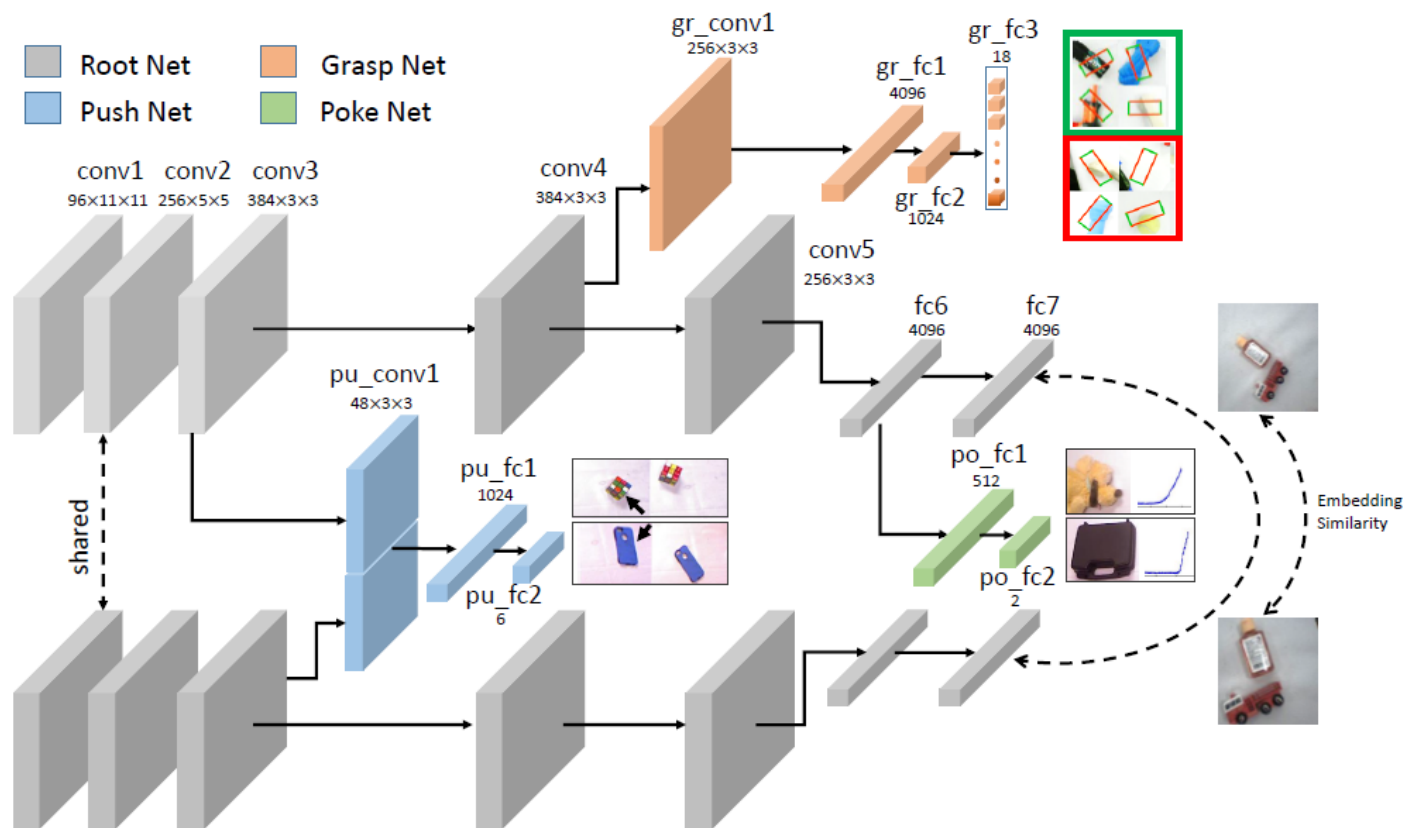 Root Net
Grasp Net
Push Net
Poke Net
gr_conv1
256×3×3
gr_fc3
18
gr_fc1
4096
gr_fc2
1024
conv1
96×11×11
conv2
256×5×5
conv3
384×3×3
conv4
384×3×3
conv5
256×3×3
fc6
4096
fc7
4096
pu_conv1
48×3×3
pu_fc1
1024
pu_fc2
6
po_fc1
512
po_fc2
2
shared
Embedding
Similarity